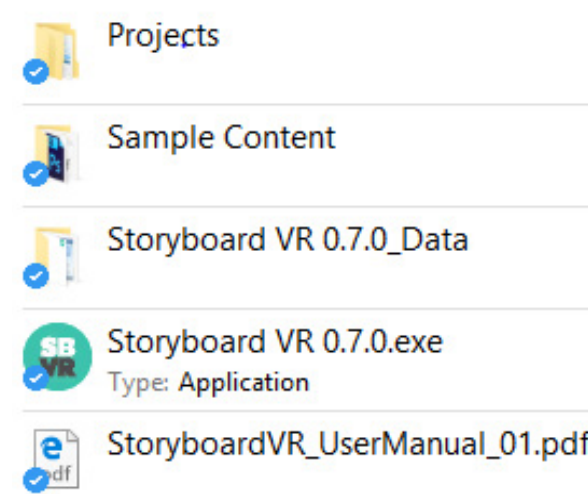 Projects
Sample Content
Storyboard VR 0.7.0_Data
SB
VR
Storyboard VR 0.7.0.exe
Type: Application
e
pdf
StoryboardVR_UserManual_01.pdf